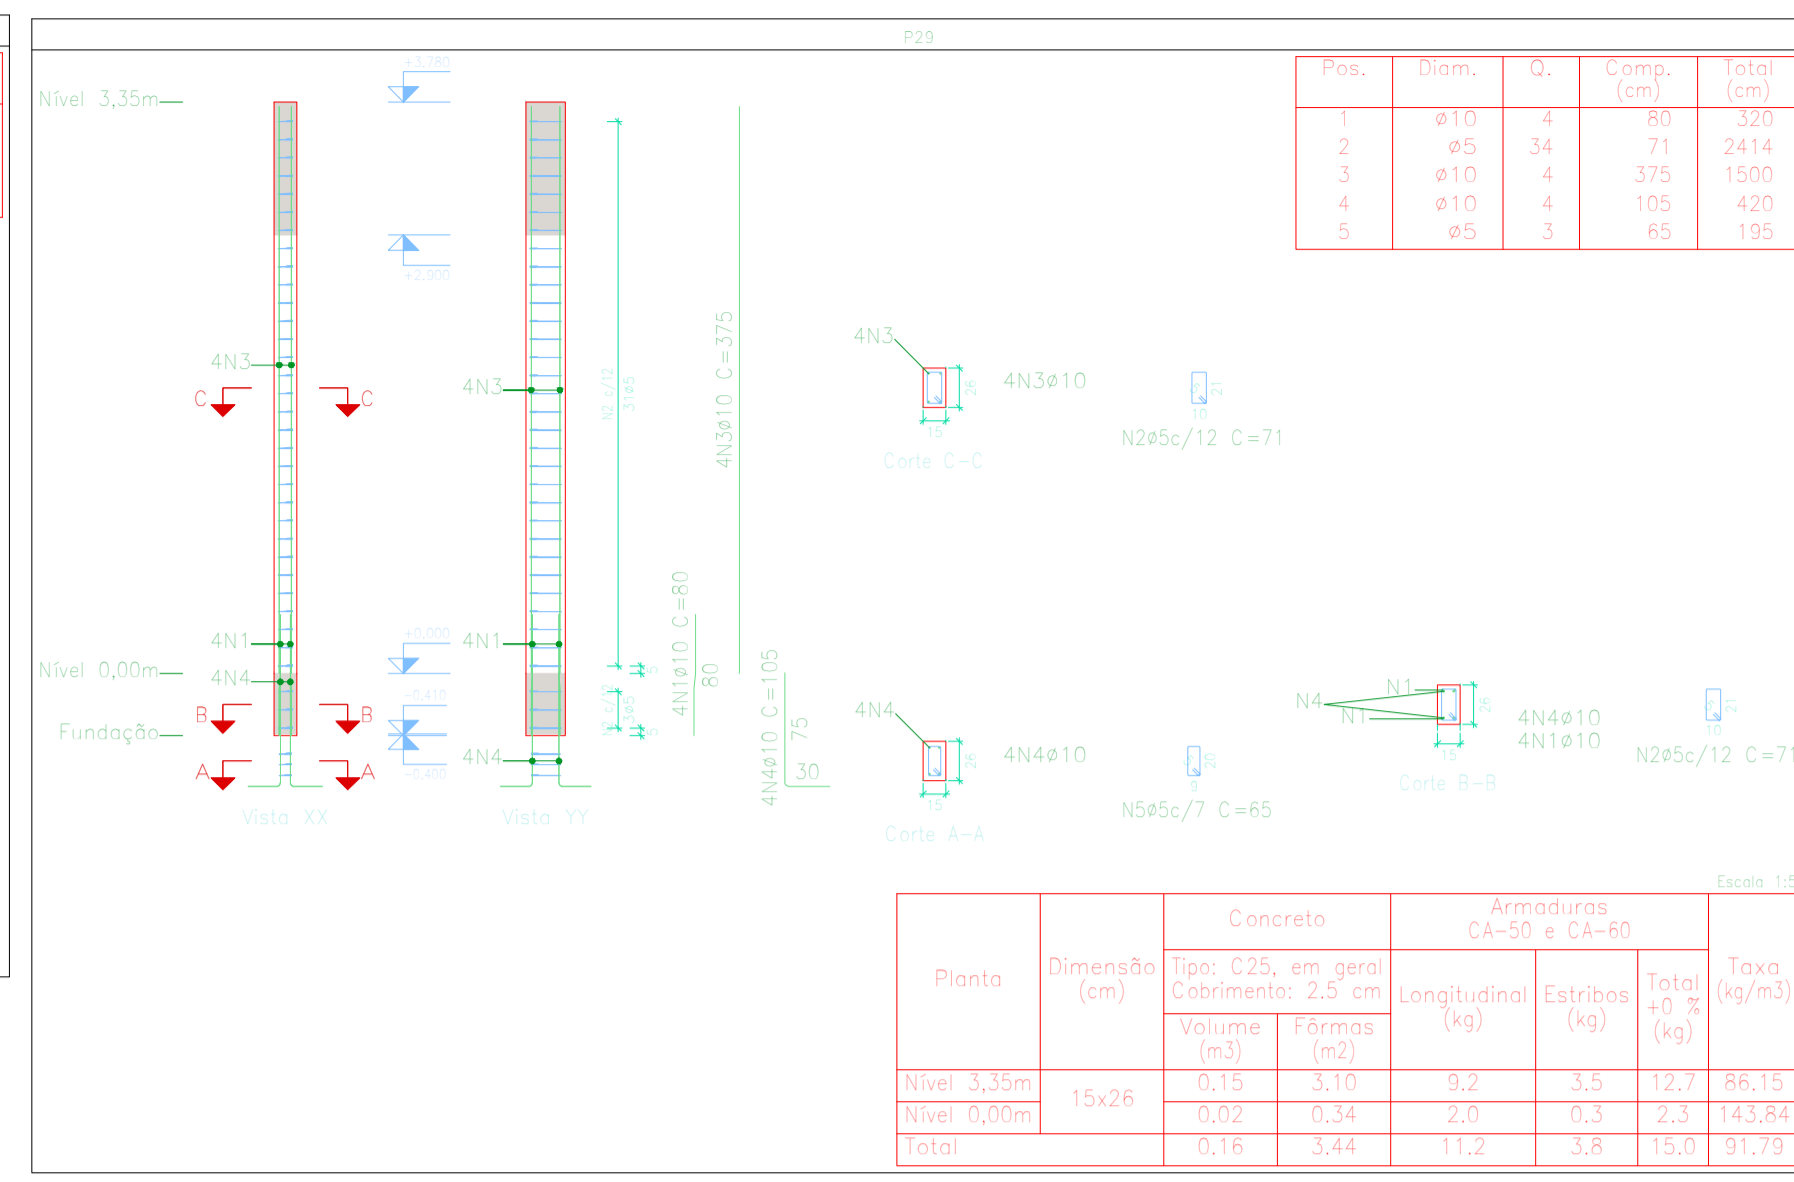 P29
Pos. Diam. Q. Comp. (cm) Total (cm)
1 ø10 4 80 320
2 ø5 34 71 2414
3 ø10 4 375 1500
4 ø10 4 105 420
5 ø5 3 65 195
Nível 3,35m
+3,780
+2,900
4N3
C C
4N1
Nível 0,00m
4N4
B B
Fundação
A A
Vista XX
+0,000
-0,410
-0,400
4N3
4N1
4N4
Vista YY
N2 c/12
31ø5
5
N2 c/12
3ø5
5
4N1ø10 C=80
80
4N3ø10 C=375
4N4ø10 C=105
75
30
4N3
26
15
4N3ø10
Corte C-C
21
10
N2ø5c/12 C=71
4N4
26
15
4N4ø10
Corte A-A
20
9
N5ø5c/7 C=65
N4
N1
N1
26
15
4N4ø10
4N1ø10
Corte B-B
21
10
N2ø5c/12 C=71
Escala 1:5
Planta
Dimensão
(cm)
Concreto
Tipo: C25, em geral
Cobrimento: 2.5 cm
Volume
(m3)
Fôrmas
(m2)
Armaduras
CA-50 e CA-60
Longitudinal
(kg)
Estribos
(kg)
Total
+0 %
(kg)
Taxa
(kg/m3)
Nível 3,35m 15x26 0.15 3.10 9.2 3.5 12.7 86.15
Nível 0,00m 0.02 0.34 2.0 0.3 2.3 143.84
Total 0.16 3.44 11.2 3.8 15.0 91.79